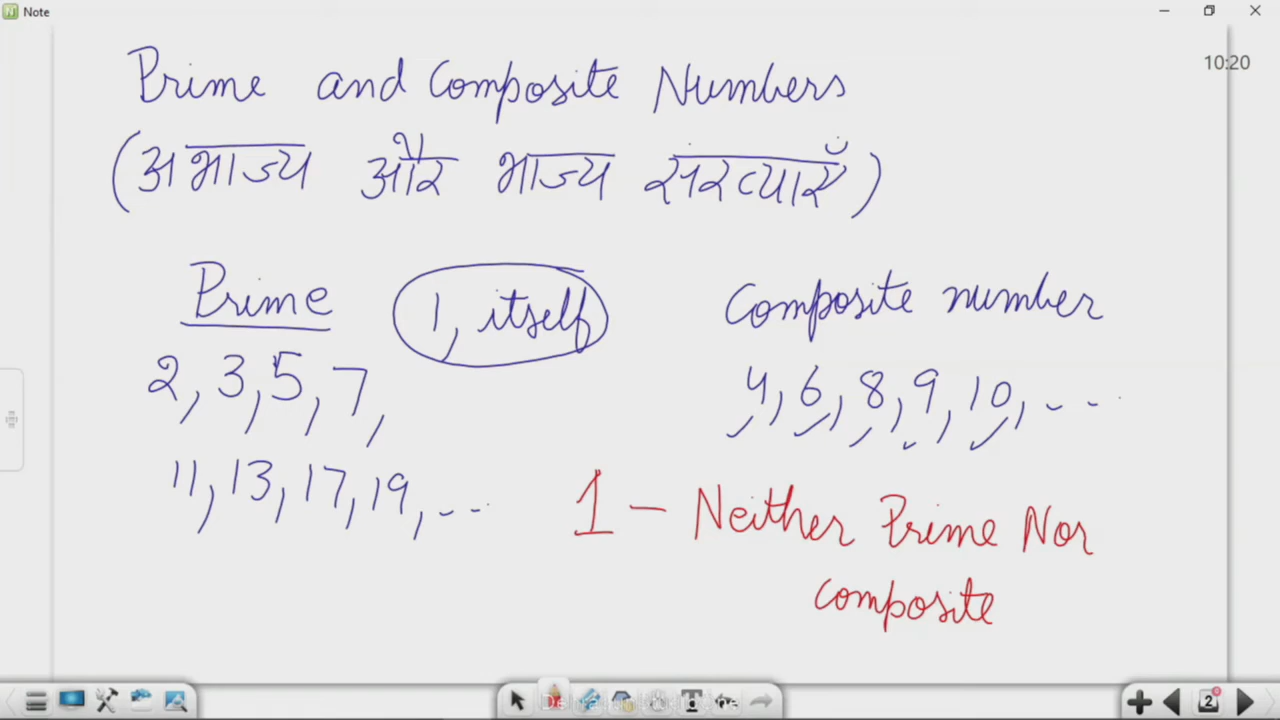 Note
10:20
Prime and Composite Numbers
(अभाज्य और भाज्य संख्याएँ)
Prime
1, itself
2, 3, 5, 7,
11, 13, 17, 19, ---
Composite number
4, 6, 8, 9, 10, ---
1 - Neither Prime Nor
composite
2